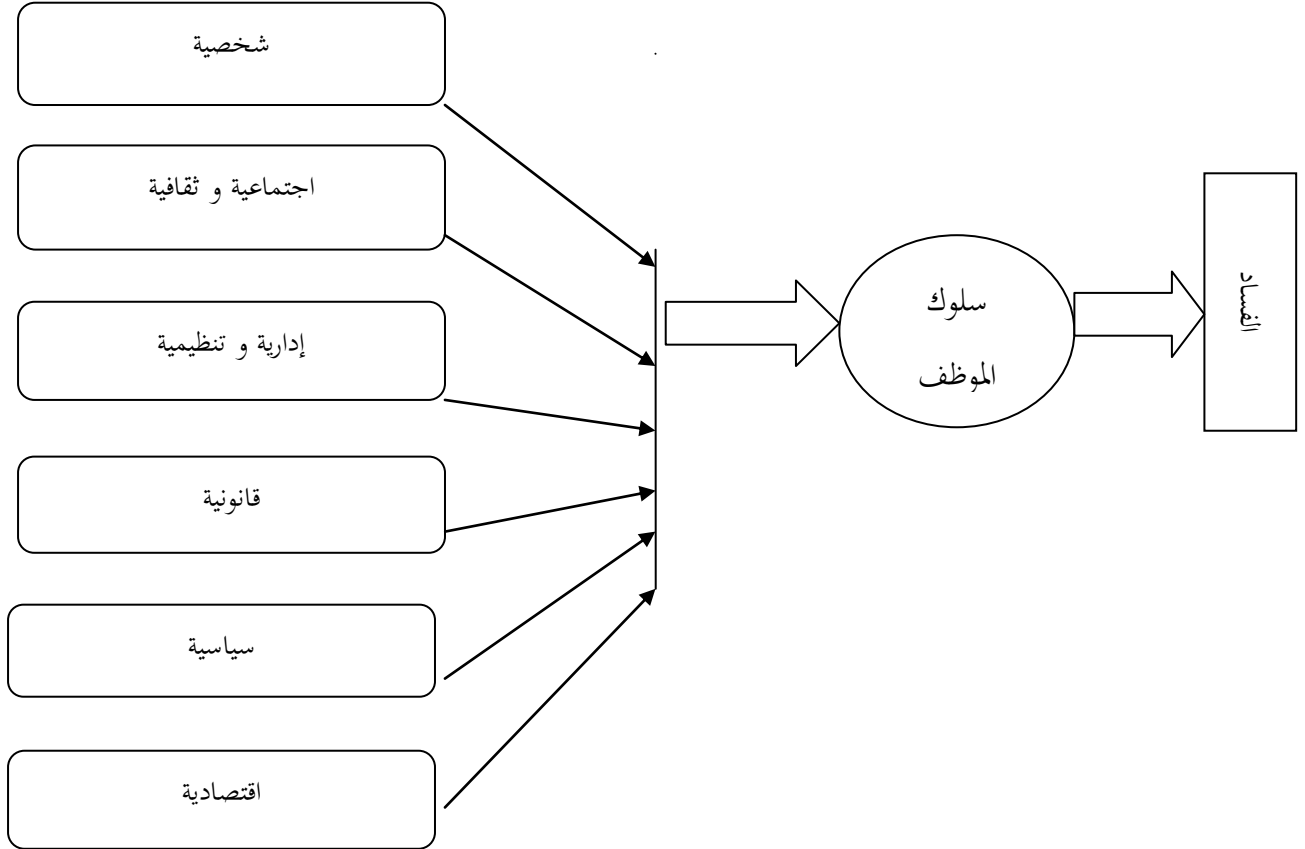 شخصية
اجتماعية و ثقافية
إدارية و تنظيمية
قانونية
سياسية
اقتصادية
سلوك
الموظف
الفساد